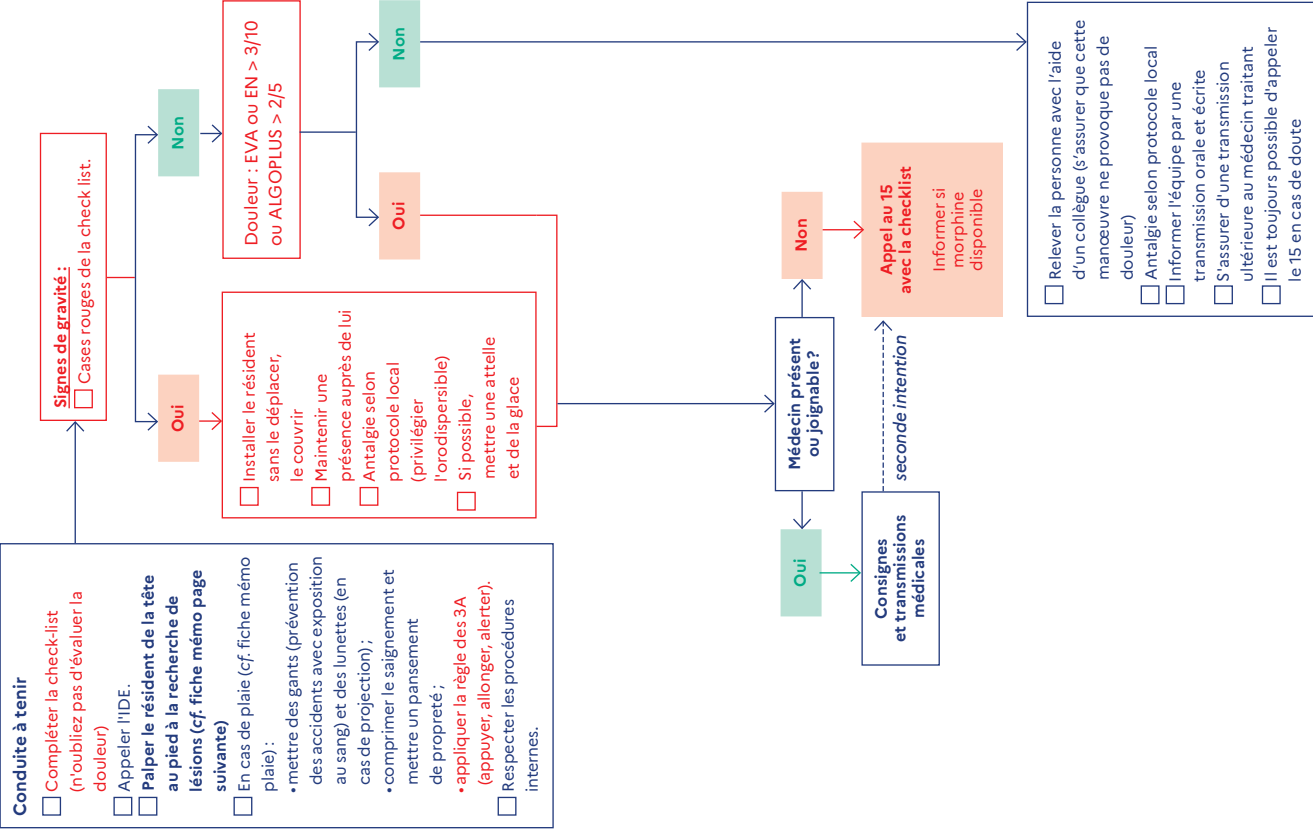 Conduite à tenir
Compléter la check-list
(n'oubliez pas d'évaluer la
douleur)
Appeler l'IDE.
Palper le résident de la tête
au pied à la recherche de
lésions (cf. fiche mémo page
suivante)
En cas de plaie (cf. fiche mémo
plaie) :
• mettre des gants (prévention
des accidents avec exposition
au sang) et des lunettes (en
cas de projection) ;
• comprimer le saignement et
mettre un pansement
de propreté ;
• appliquer la règle des 3A
(appuyer, allonger, alerter).
Respecter les procédures
internes.
Signes de gravité :
Cases rouges de la check list.
Oui
Non
Installer le résident
sans le déplacer,
le couvrir
Maintenir une
présence auprès de lui
Antalgie selon
protocole local
(privilégier
l'orodispersible)
Si possible,
mettre une attelle
et de la glace
Douleur : EVA ou EN > 3/10
ou ALGOPLUS > 2/5
Oui
Non
Médecin présent
ou joignable ?
Oui
Non
Consignes
et transmissions
médicales
seconde intention
Appel au 15
avec la checklist
Informer si
morphine
disponible
Relever la personne avec l'aide
d'un collègue (s'assurer que cette
manœuvre ne provoque pas de
douleur)
Antalgie selon protocole local
Informer l'équipe par une
transmission orale et écrite
S'assurer d'une transmission
ultérieure au médecin traitant
Il est toujours possible d'appeler
le 15 en cas de doute